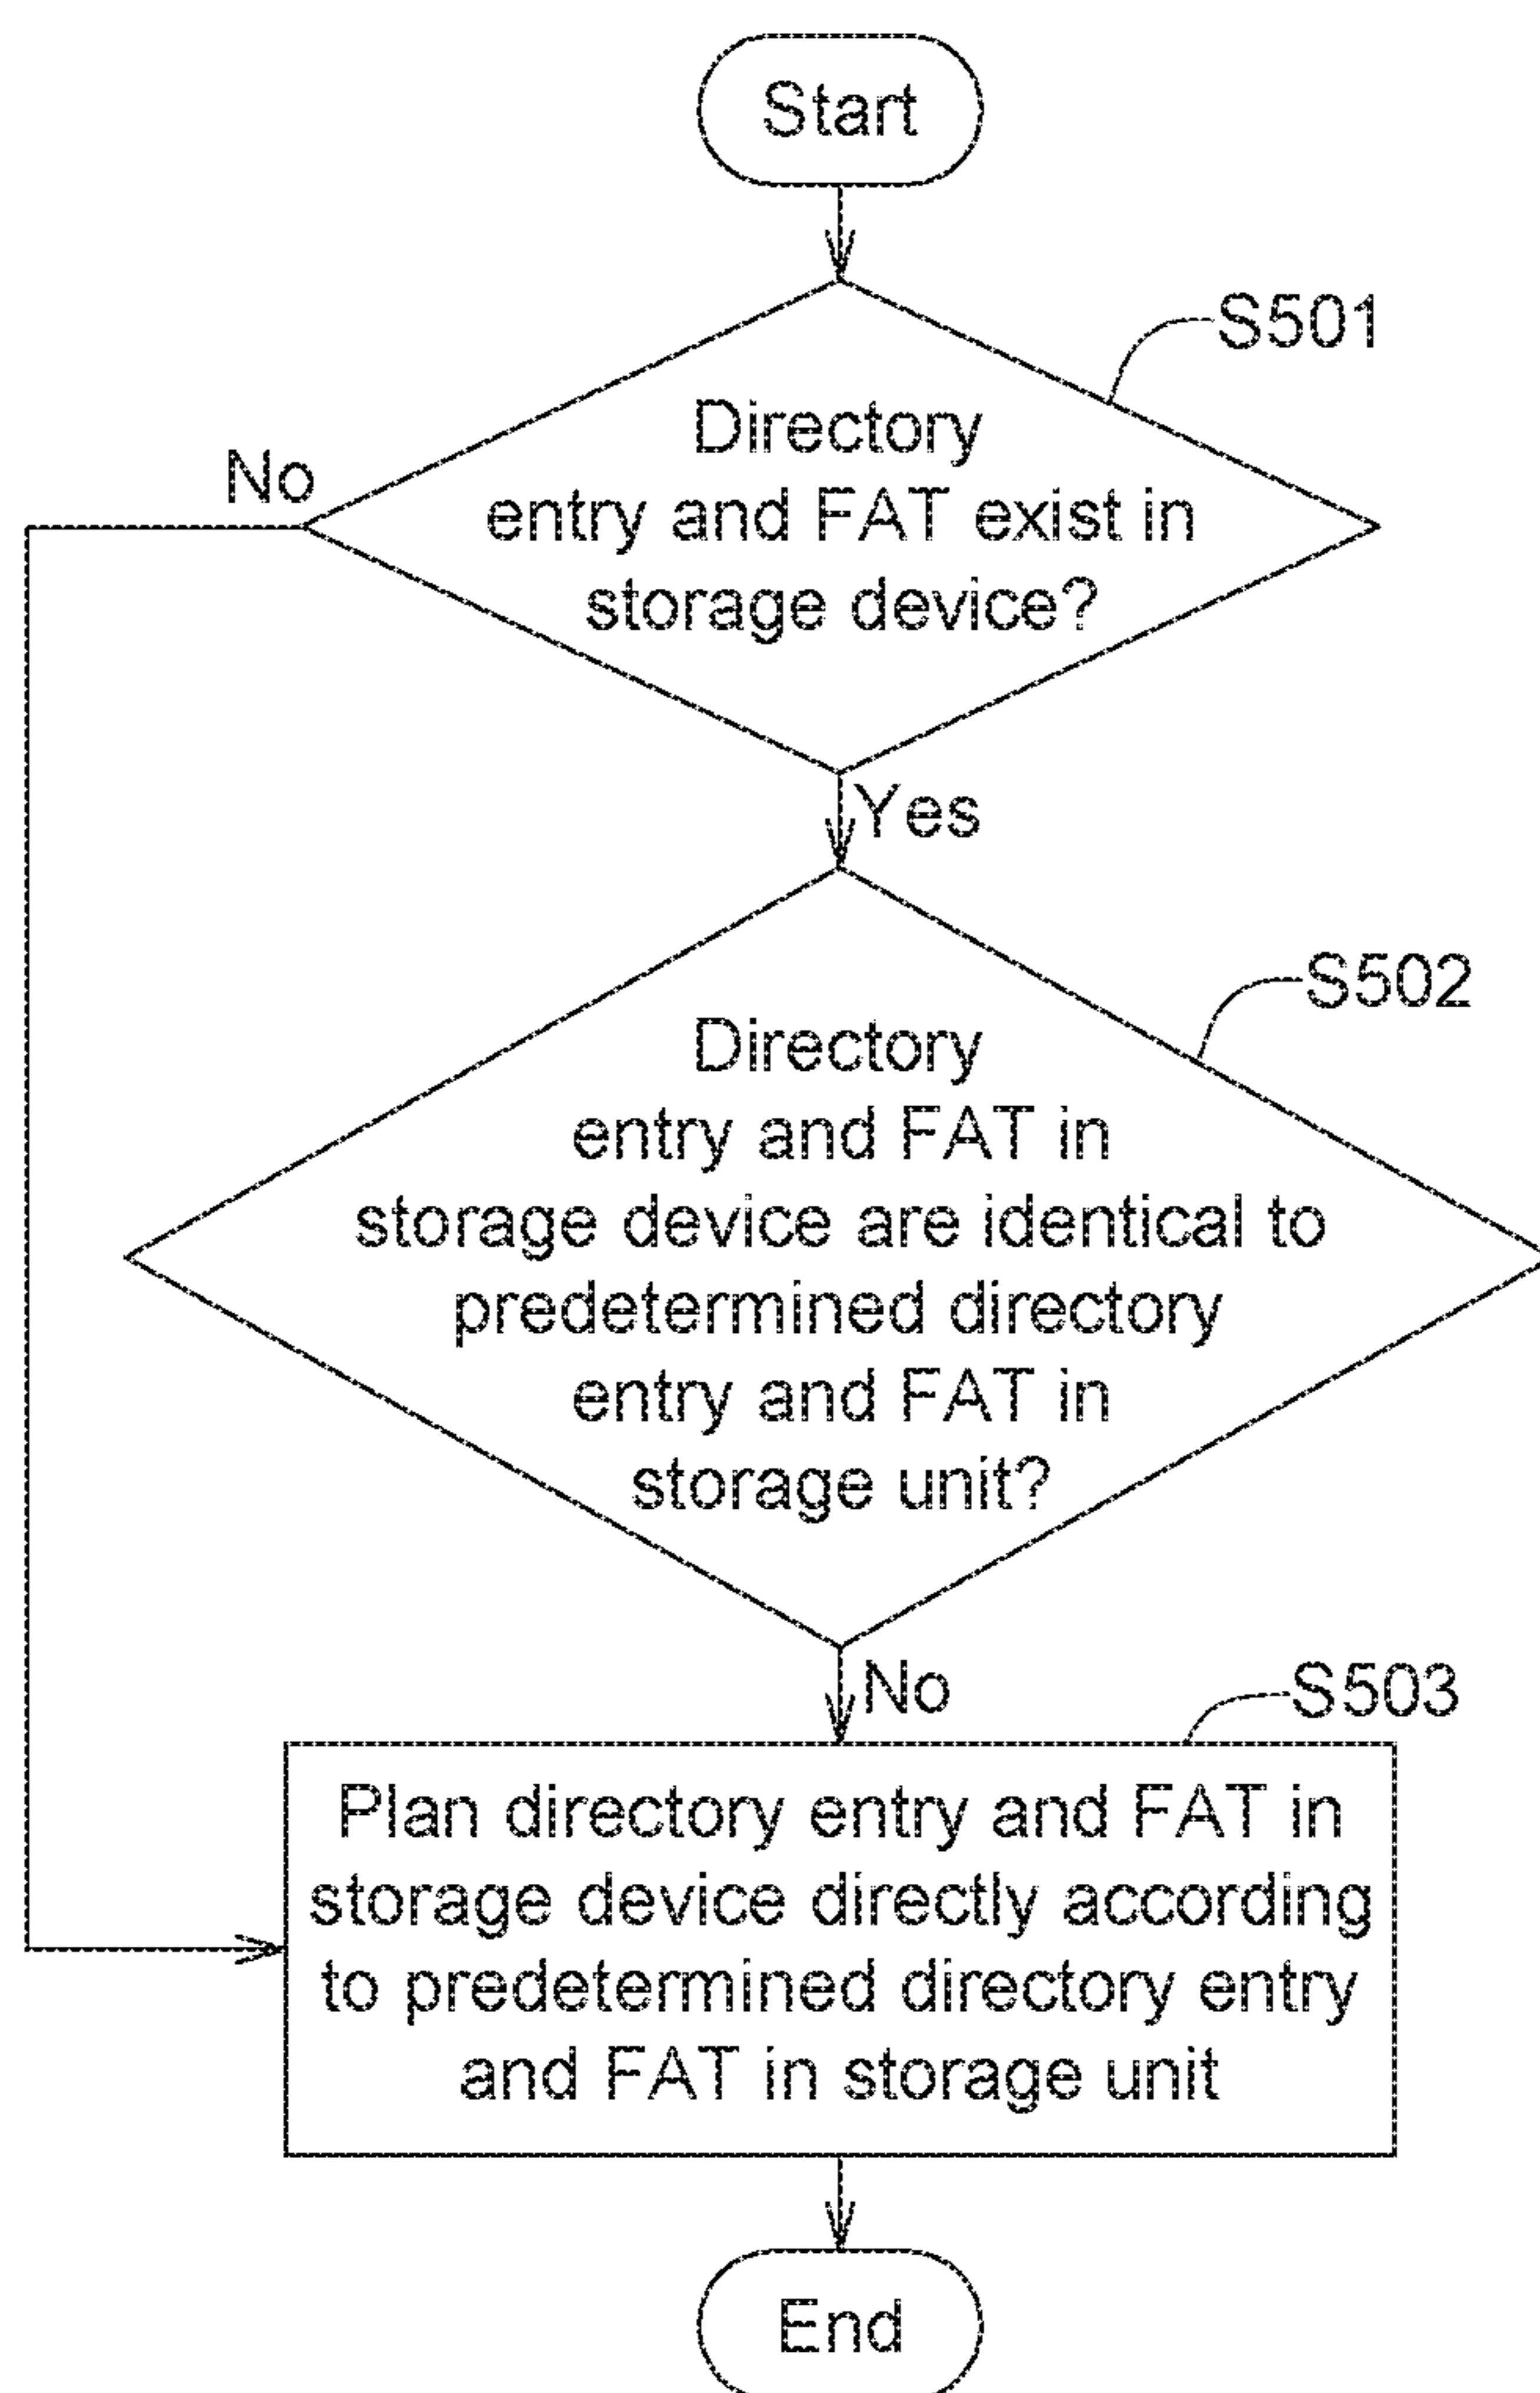 Start
S501
Directory
No
entry and FAT exist in
storage device?
Yes
S502
Directory
entry and FAT in
storage device are identical to
predetermined directory
entry and FAT in
storage unit?
No
S503
Plan directory entry and FAT in
storage device directly according
to predetermined directory entry
and FAT in storage unit
End